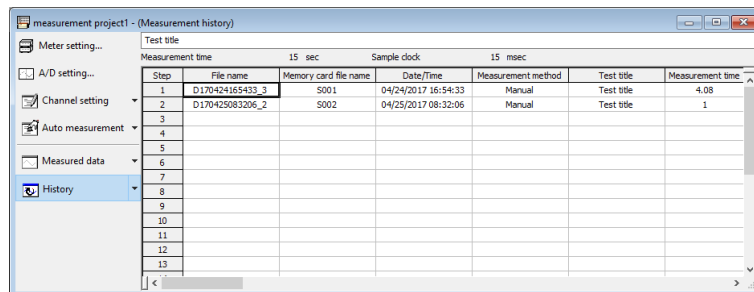 measurement project1 - (Measurement history)
Meter setting...
A/D setting...
Channel setting
Auto measurement
Measured data
History
Test title
Measurement time 15 sec Sample clock 15 msec
Step File name Memory card file name Date/Time Measurement method Test title Measurement time
1 D170424165433_3 S001 04/24/2017 16:54:33 Manual Test title 4.08
2 D170425083206_2 S002 04/25/2017 08:32:06 Manual Test title 1
3
4
5
6
7
8
9
10
11
12
13